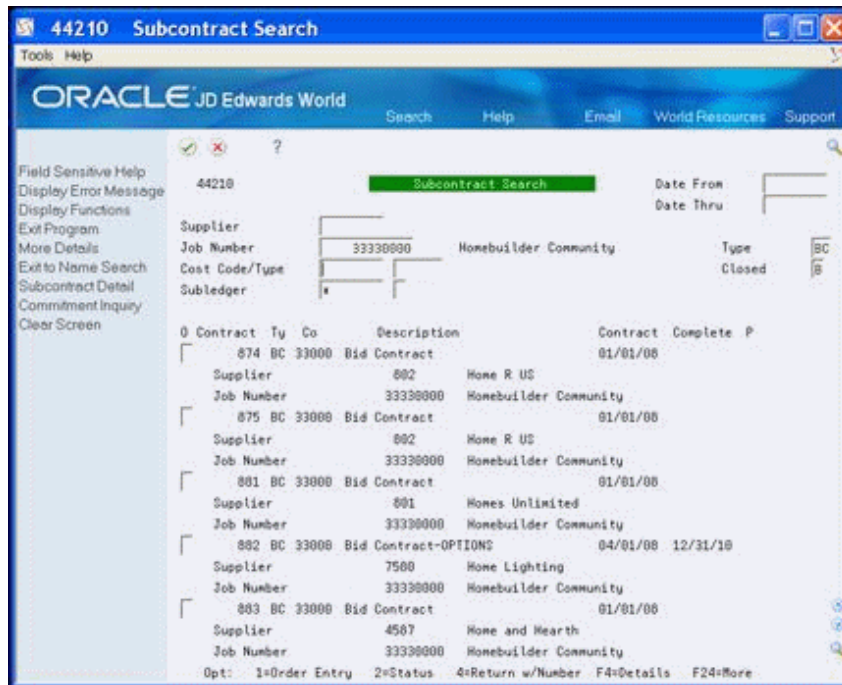 44210 Subcontract Search
Tools Help
ORACLE JD Edwards World
Search Help Email World Resources Support
?
Field Sensitive Help
Display Error Message
Display Functions
Exit Program
More Details
Exit to Name Search
Subcontract Detail
Commitment Inquiry
Clear Screen
44210 Subcontract Search Date From
Date Thru
Supplier
Job Number 33330000 Homebuilder Community Type BC
Cost Code/Type Closed B
Subledger *
O Contract Ty Co Description Contract Complete P
874 BC 33000 Bid Contract 01/01/08
Supplier 802 Home R US
Job Number 33330000 Homebuilder Community
875 BC 33000 Bid Contract 01/01/08
Supplier 802 Home R US
Job Number 33330000 Homebuilder Community
881 BC 33000 Bid Contract 01/01/08
Supplier 801 Homes Unlimited
Job Number 33330000 Homebuilder Community
882 BC 33000 Bid Contract-OPTIONS 04/01/08 12/31/10
Supplier 7500 Home Lighting
Job Number 33330000 Homebuilder Community
883 BC 33000 Bid Contract 01/01/08
Supplier 4507 Home and Hearth
Job Number 33330000 Homebuilder Community
Opt: 1=Order Entry 2=Status 4=Return w/Number F4=Details F24=More